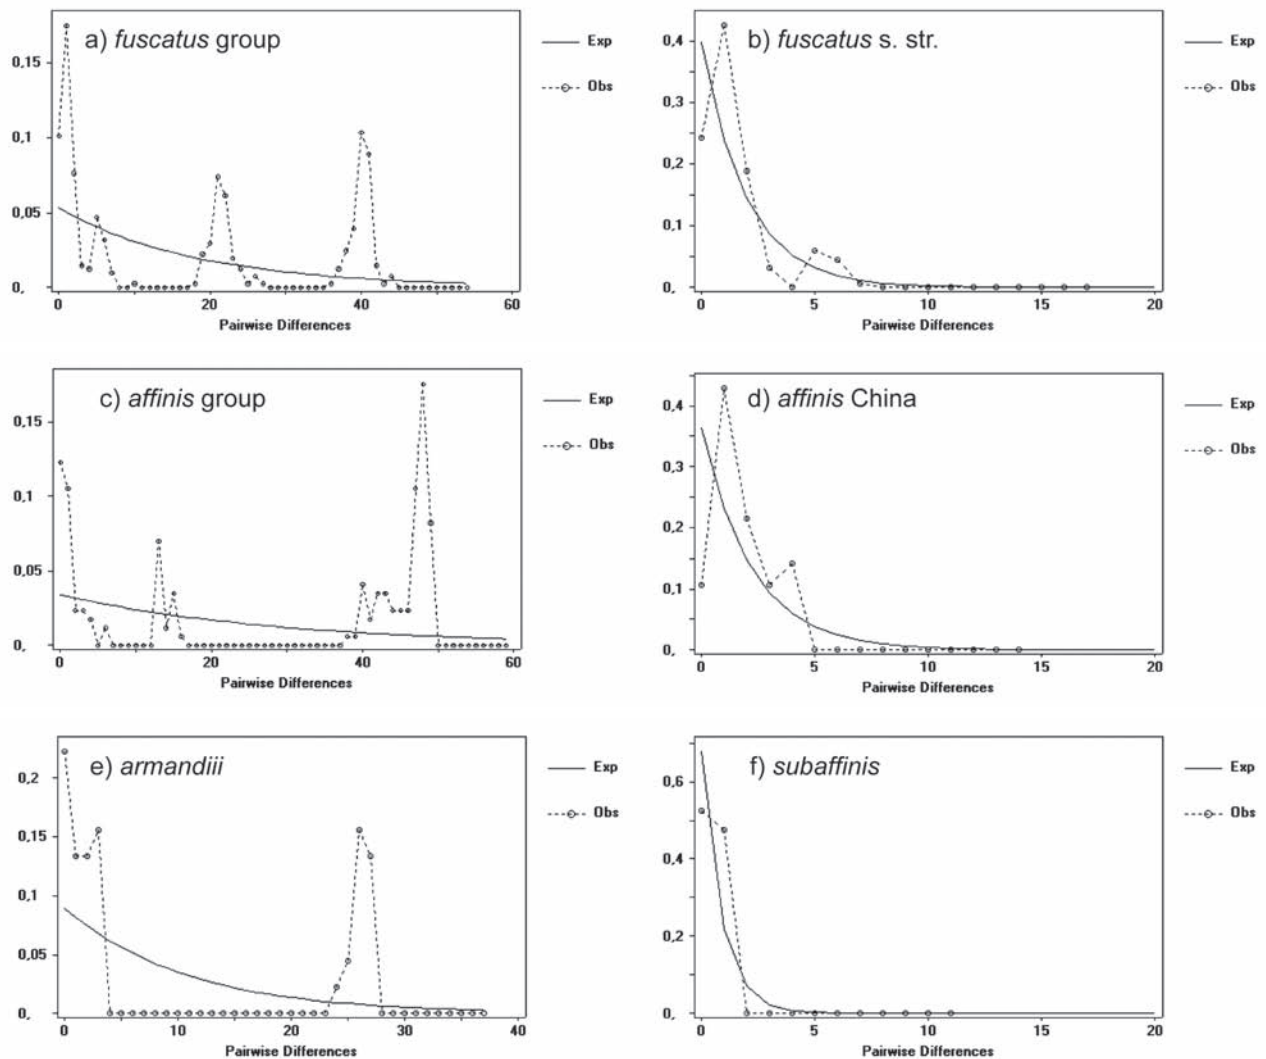 a) fuscatus group
Exp
Obs
0,15
0,1
0,05
0,
0 20 40 60
Pairwise Differences
b) fuscatus s. str.
Exp
Obs
0,4
0,3
0,2
0,1
0,
0 5 10 15 20
Pairwise Differences
c) affinis group
Exp
Obs
0,15
0,1
0,05
0,
0 20 40 60
Pairwise Differences
d) affinis China
Exp
Obs
0,4
0,3
0,2
0,1
0,
0 5 10 15 20
Pairwise Differences
e) armandiii
Exp
Obs
0,2
0,15
0,1
0,05
0,
0 10 20 30 40
Pairwise Differences
f) subaffinis
Exp
Obs
0,6
0,4
0,2
0,
0 5 10 15 20
Pairwise Differences